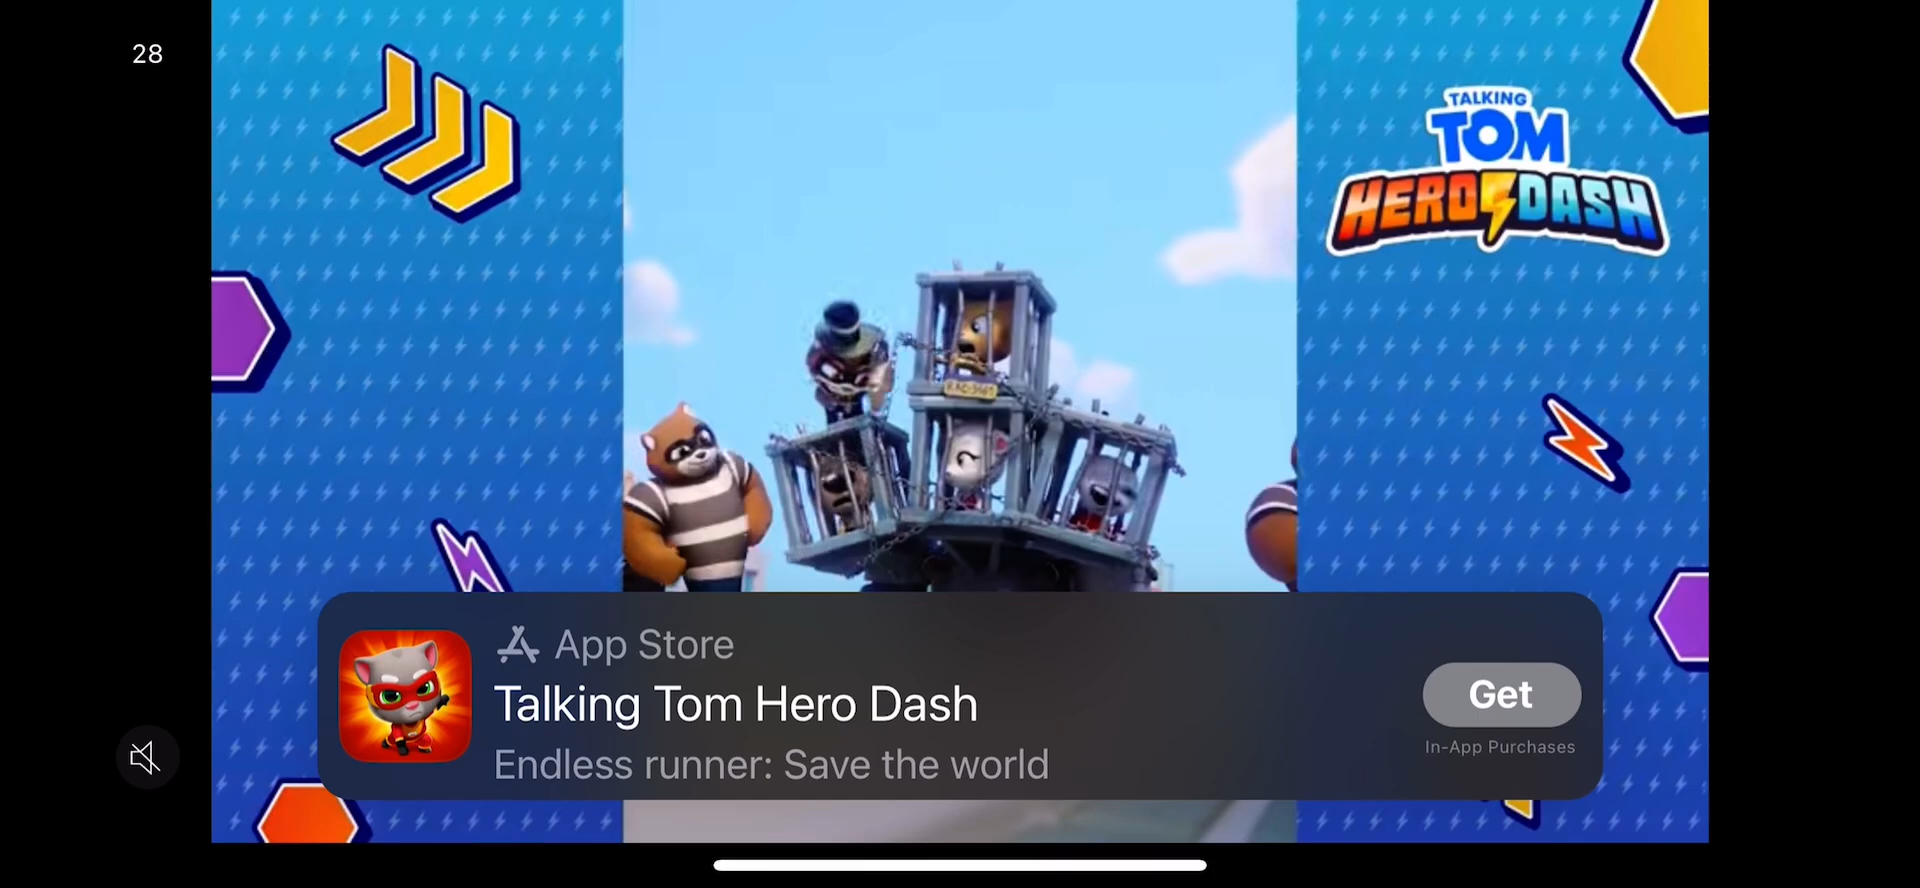 28
TALKING
TOM
HERO DASH
App Store
Talking Tom Hero Dash
Endless runner: Save the world
Get
In-App Purchases